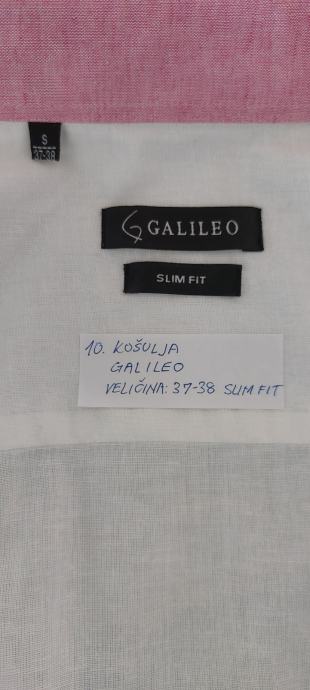 S
37-38
GALILEO
SLIM FIT
10. KOŠULJA
GALILEO
VELIČINA: 37-38 SLIM FIT